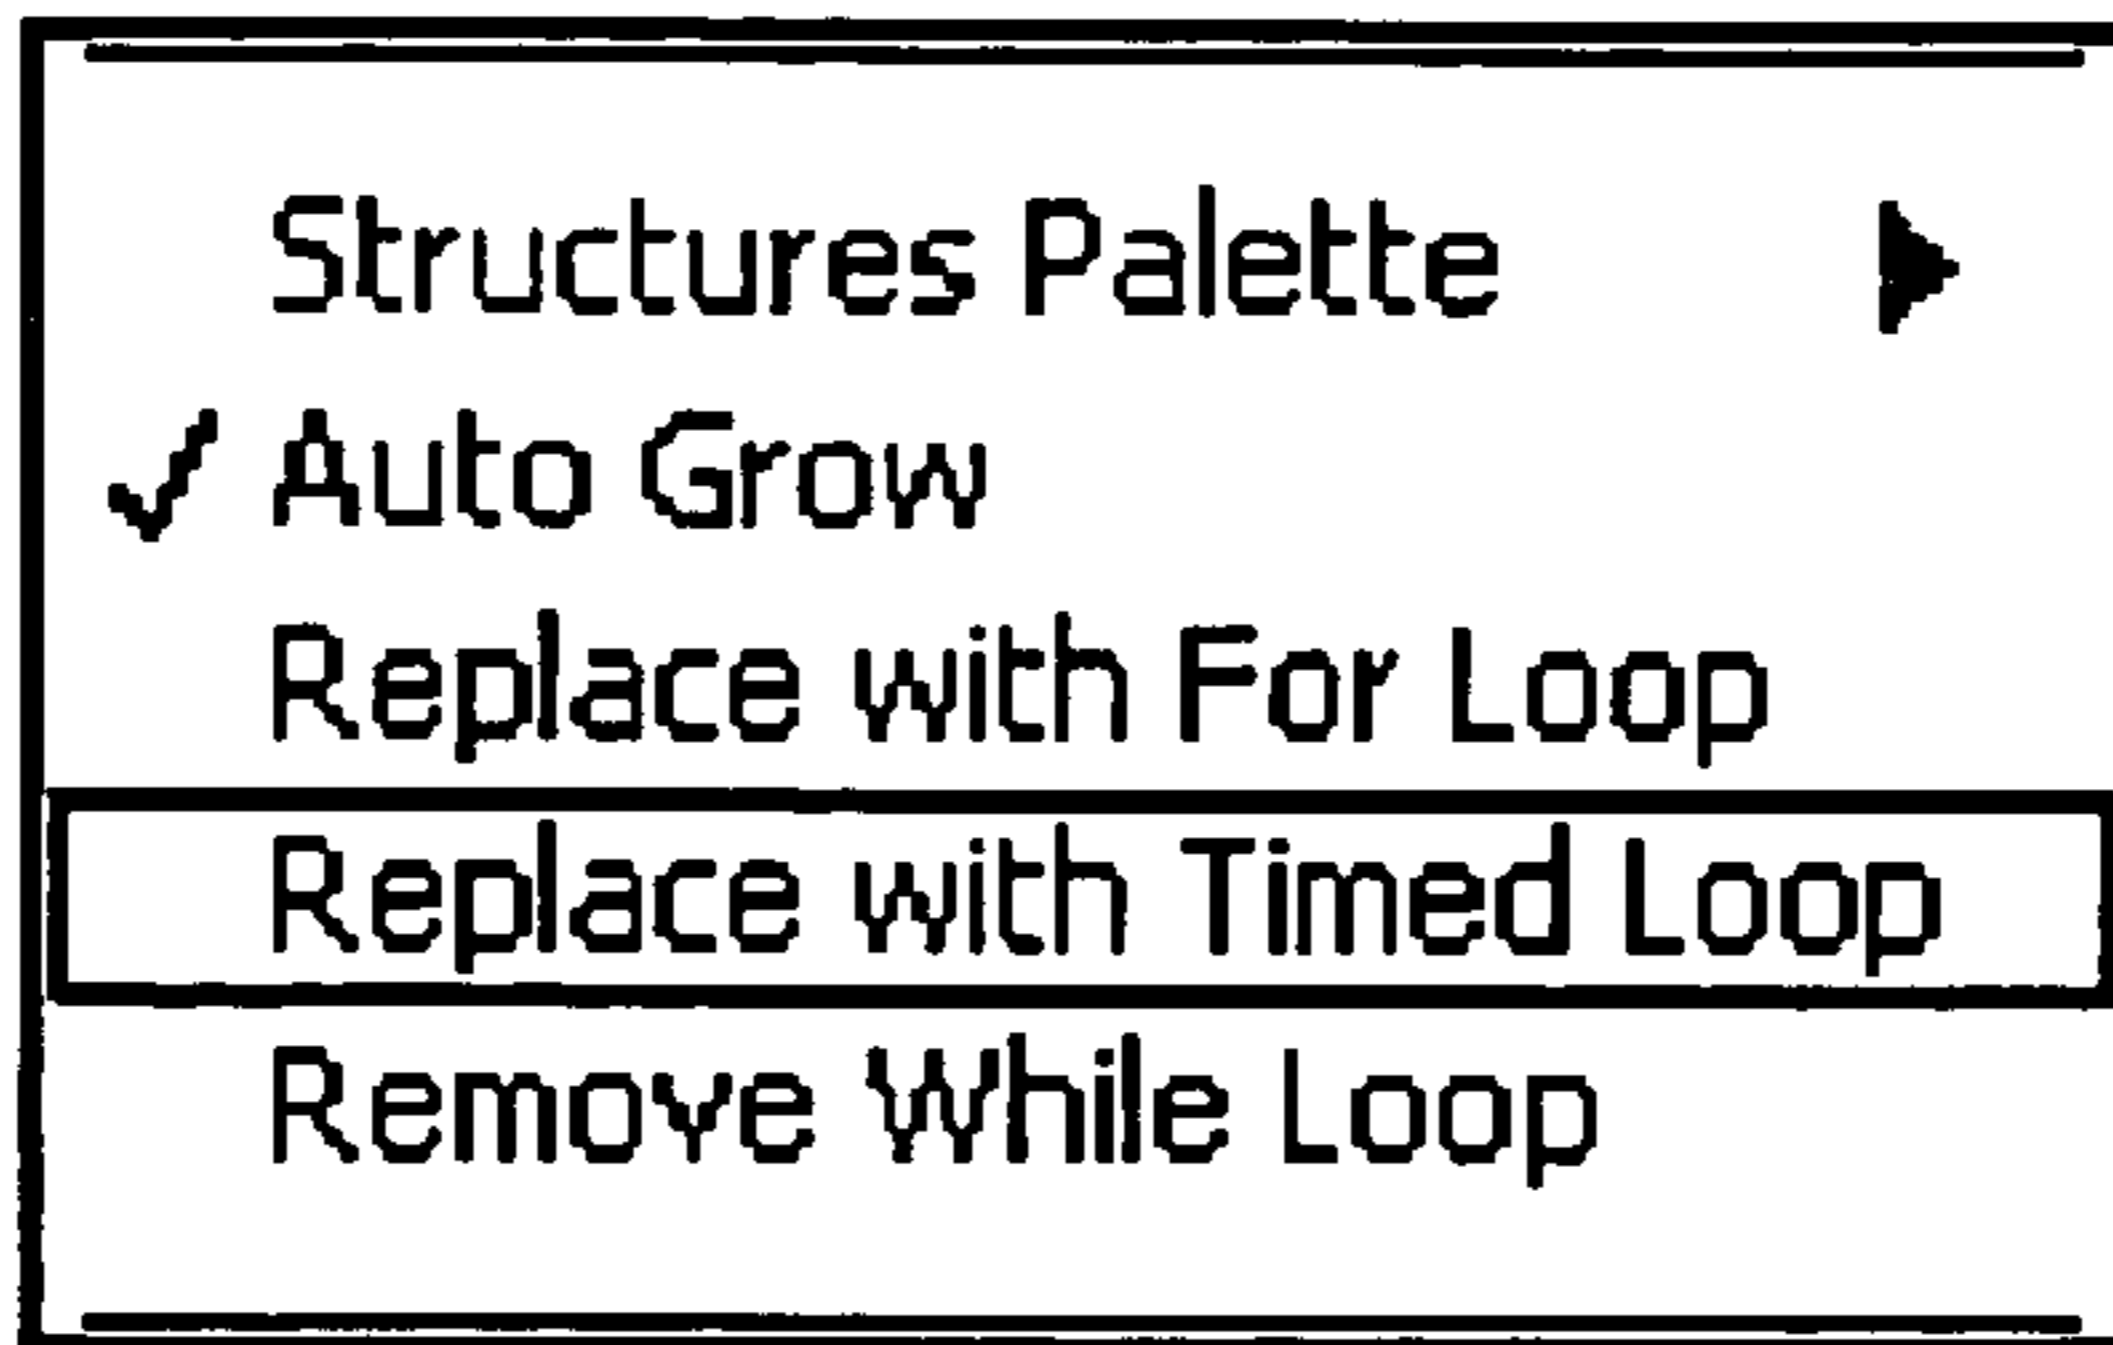 Structures Palette
✓ Auto Grow
Replace with For Loop
Replace with Timed Loop
Remove While Loop